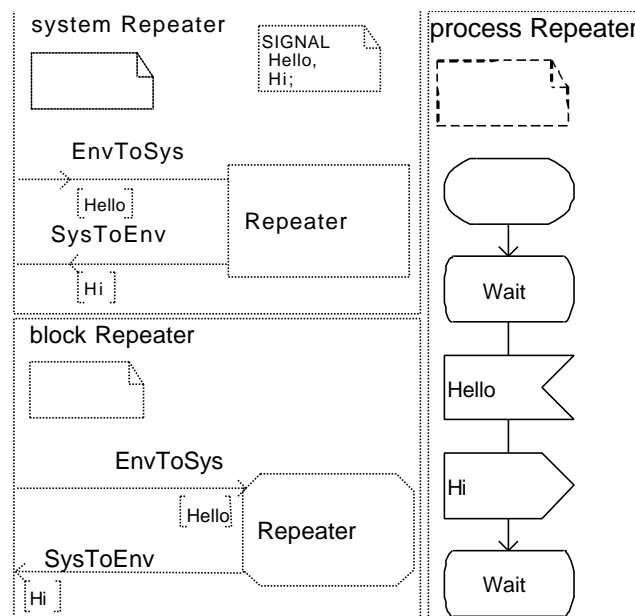 system Repeater
SIGNAL
Hello,
Hi;
EnvToSys
[Hello]
SysToEnv
[Hi]
Repeater
block Repeater
EnvToSys
[Hello]
Repeater
SysToEnv
[Hi]
process Repeater
Wait
Hello
Hi
Wait